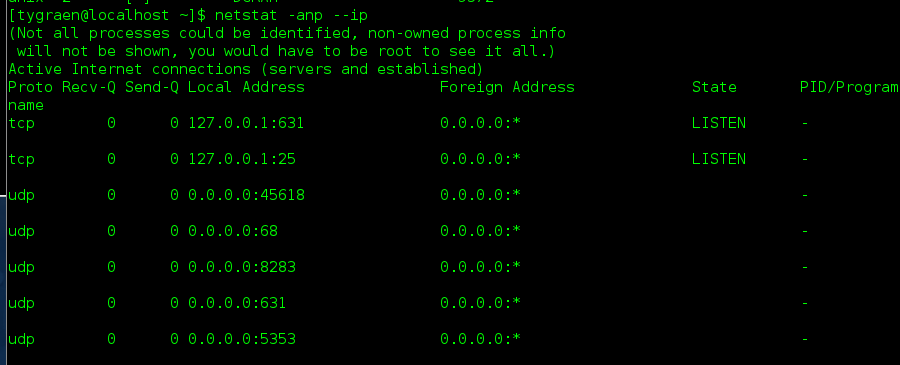 [tygraen@localhost ~]$ netstat -anp --ip
(Not all processes could be identified, non-owned process info
 will not be shown, you would have to be root to see it all.)
Active Internet connections (servers and established)
Proto Recv-Q Send-Q Local Address               Foreign Address             State       PID/Program
name
tcp        0      0 127.0.0.1:631               0.0.0.0:*                   LISTEN      -
tcp        0      0 127.0.0.1:25                0.0.0.0:*                   LISTEN      -
udp        0      0 0.0.0.0:45618               0.0.0.0:*                               -
udp        0      0 0.0.0.0:68                  0.0.0.0:*                               -
udp        0      0 0.0.0.0:8283                0.0.0.0:*                               -
udp        0      0 0.0.0.0:631                 0.0.0.0:*                               -
udp        0      0 0.0.0.0:5353                0.0.0.0:*                               -